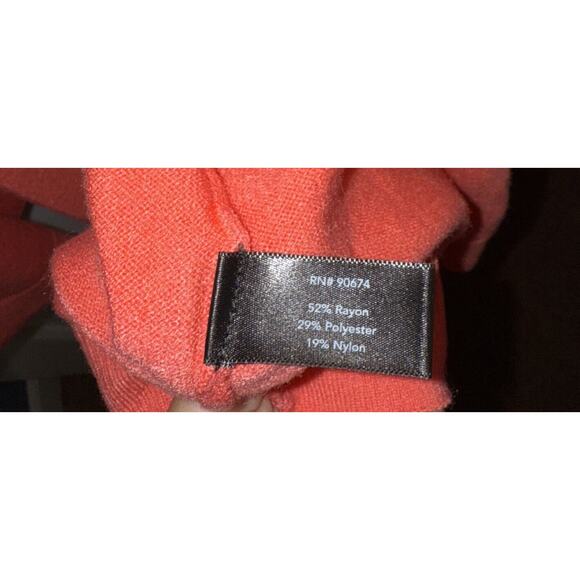 RN# 90674
52% Rayon
29% Polyester
19% Nylon